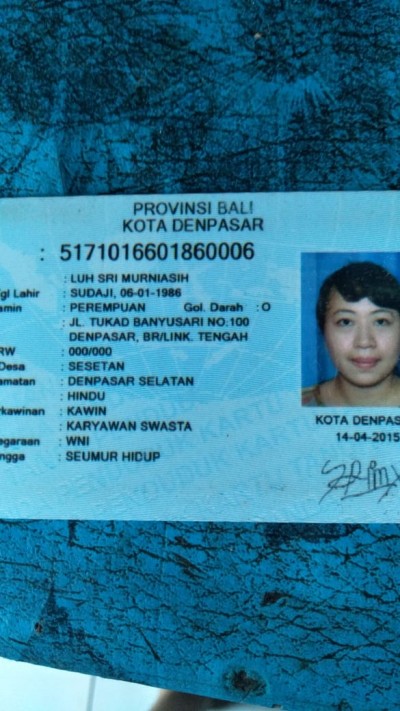 PROVINSI BALI
KOTA DENPASAR
: 5171016601860006
: LUH SRI MURNIASIH
Tgl Lahir : SUDAJI, 06-01-1986
amin : PEREMPUAN Gol. Darah : O
: JL. TUKAD BANYUSARI NO.100
DENPASAR, BR/LINK. TENGAH
RW : 000/000
Desa : SESETAN
amatan : DENPASAR SELATAN
: HINDU
rkawinan : KAWIN
: KARYAWAN SWASTA
egaraan : WNI
ngga : SEUMUR HIDUP
KOTA DENPAS
14-04-2015